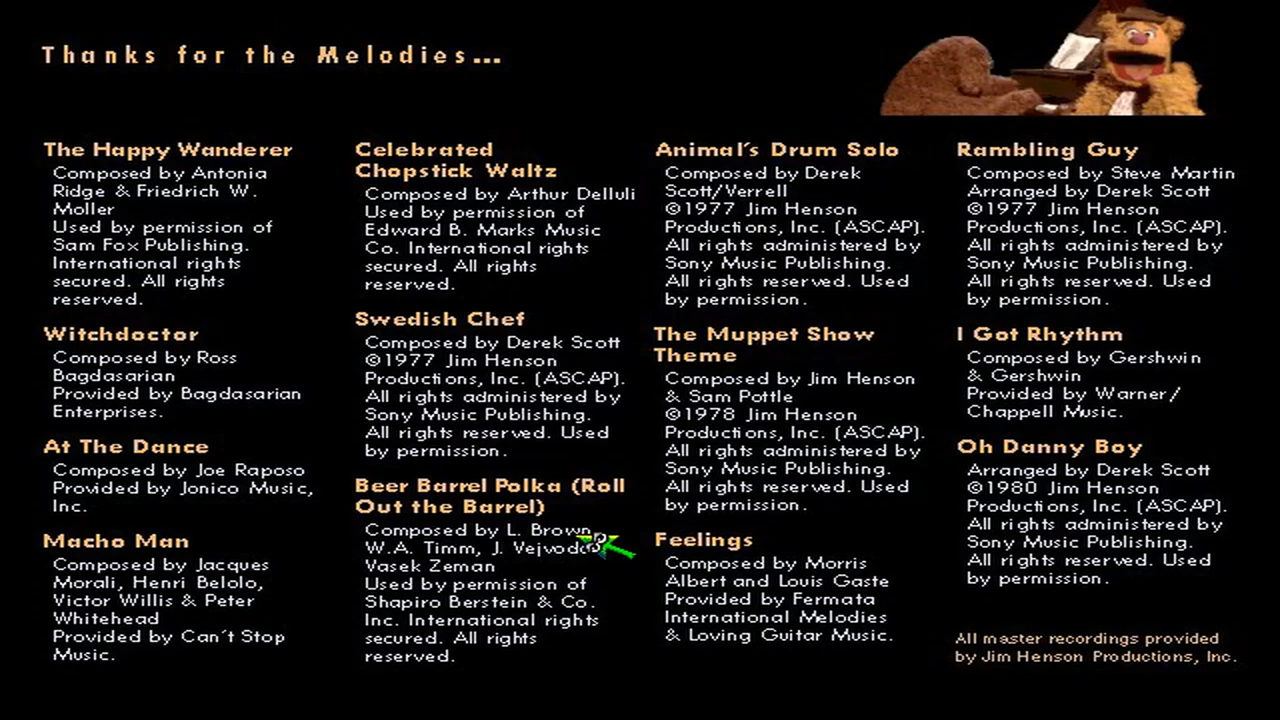 Thanks for the Melodies...
The Happy Wanderer
Composed by Antonia
Ridge & Friedrich W.
Moller
Used by permission of
Sam Fox Publishing.
International rights
secured. All rights
reserved.
Witchdoctor
Composed by Ross
Bagdasarian
Provided by Bagdasarian
Enterprises.
At The Dance
Composed by Joe Raposo
Provided by Jonico Music,
Inc.
Macho Man
Composed by Jacques
Morali, Henri Belolo,
Victor Willis & Peter
Whitehead
Provided by Can't Stop
Music.
Celebrated
Chopstick Waltz
Composed by Arthur Delluli
Used by permission of
Edward B. Marks Music
Co. International rights
secured. All rights
reserved.
Swedish Chef
Composed by Derek Scott
©1977 Jim Henson
Productions, Inc. (ASCAP).
All rights administered by
Sony Music Publishing.
All rights reserved. Used
by permission.
Beer Barrel Polka (Roll
Out the Barrel)
Composed by L. Brown
W.A. Timm, J.
Vasek Zeman
Used by permission of
Shapiro Berstein & Co.
Inc. International rights
secured. All rights
reserved.
Animal's Drum Solo
Composed by Derek
Scott/Verrell
©1977 Jim Henson
Productions, Inc. (ASCAP).
All rights administered by
Sony Music Publishing.
All rights reserved. Used
by permission.
The Muppet Show
Theme
Composed by Jim Henson
& Sam Pottle
©1978 Jim Henson
Productions, Inc. (ASCAP).
All rights administered by
Sony Music Publishing.
All rights reserved. Used
by permission.
Feelings
Composed by Morris
Albert and Louis Gaste
Provided by Fermata
International Melodies
& Loving Guitar Music.
Rambling Guy
Composed by Steve Martin
Arranged by Derek Scott
©1977 Jim Henson
Productions, Inc. (ASCAP).
All rights administered by
Sony Music Publishing.
All rights reserved. Used
by permission.
I Got Rhythm
Composed by Gershwin
& Gershwin
Provided by Warner/
Chappell Music.
Oh Danny Boy
Arranged by Derek Scott
©1980 Jim Henson
Productions, Inc. (ASCAP).
All rights administered by
Sony Music Publishing.
All rights reserved. Used
by permission.
All master recordings provided
by Jim Henson Productions, Inc.